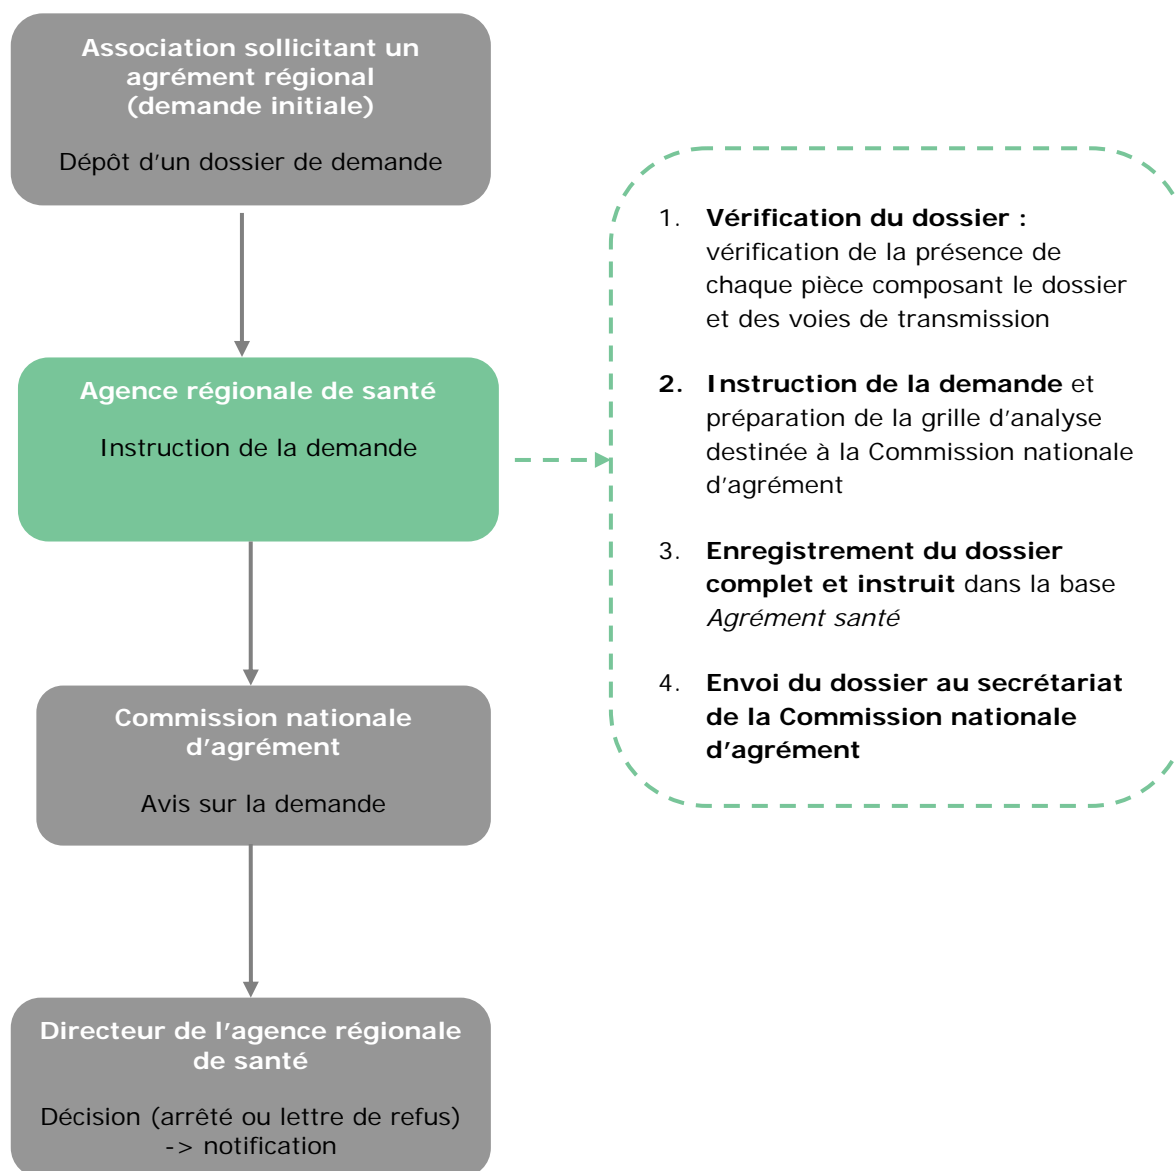 Association sollicitant un
agrément régional
(demande initiale)
Dépôt d'un dossier de demande
Agence régionale de santé
Instruction de la demande
1. Vérification du dossier :
vérification de la présence de
chaque pièce composant le dossier
et des voies de transmission
2. Instruction de la demande et
préparation de la grille d'analyse
destinée à la Commission nationale
d'agrément
3. Enregistrement du dossier
complet et instruit dans la base
Agrément santé
4. Envoi du dossier au secrétariat
de la Commission nationale
d'agrément
Commission nationale
d'agrément
Avis sur la demande
Directeur de l'agence régionale
de santé
Décision (arrêté ou lettre de refus)
-> notification